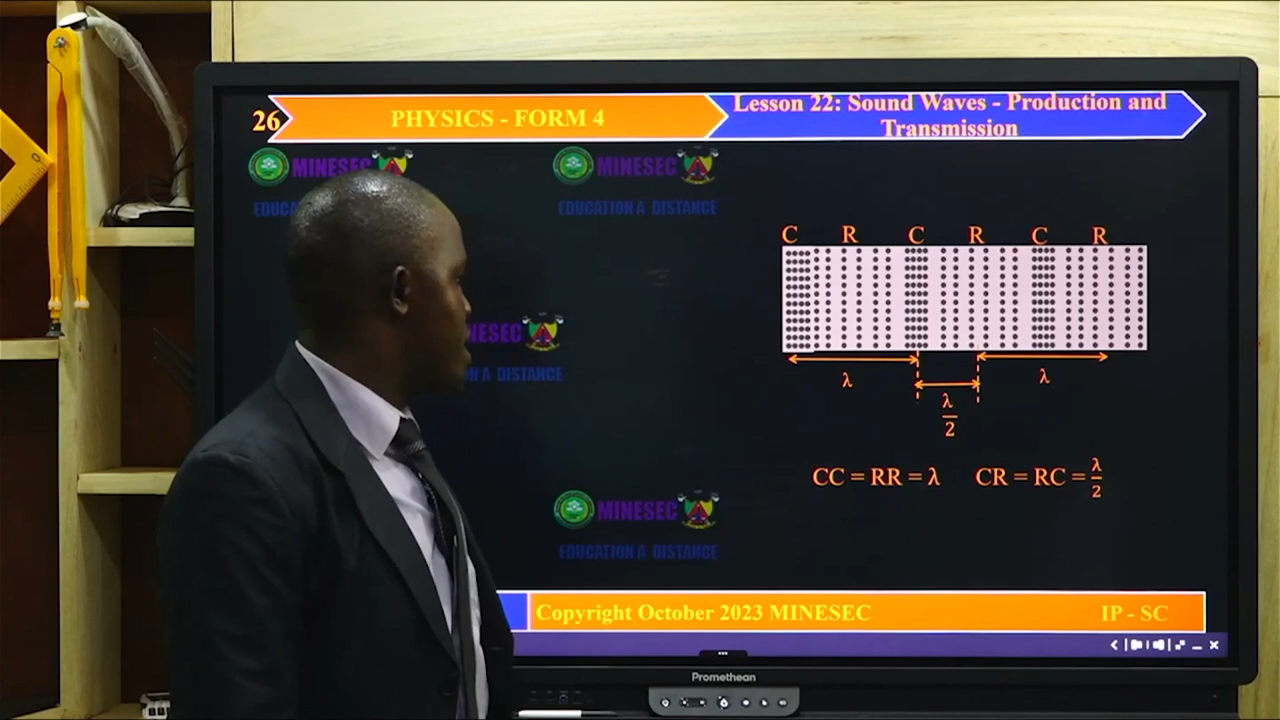 26
PHYSICS - FORM 4
Lesson 22: Sound Waves - Production and
Transmission
MINESEC
MINESEC
EDUCATION A DISTANCE
C R C R C R
λ
λ
λ
2
CC = RR = λ CR = RC = λ/2
MINESEC
EDUCATION A DISTANCE
Copyright October 2023 MINESEC
IP - SC
Promethean